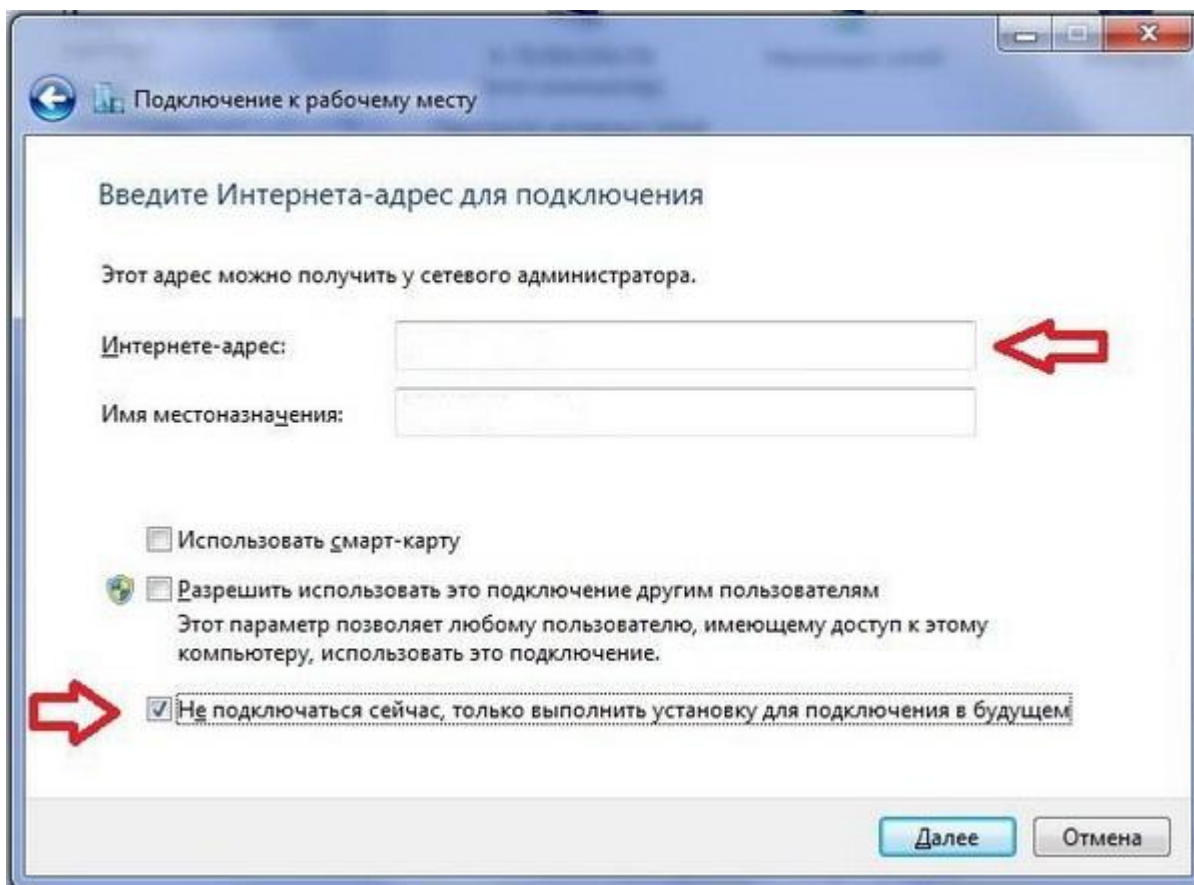 Подключение к рабочему месту
Введите Интернета-адрес для подключения
Этот адрес можно получить у сетевого администратора.
Интернете-адрес:
Имя местоназначения:
Использовать смарт-карту
Разрешить использовать это подключение другим пользователям
Этот параметр позволяет любому пользователю, имеющему доступ к этому
компьютеру, использовать это подключение.
Не подключаться сейчас, только выполнить установку для подключения в будущем
Далее
Отмена